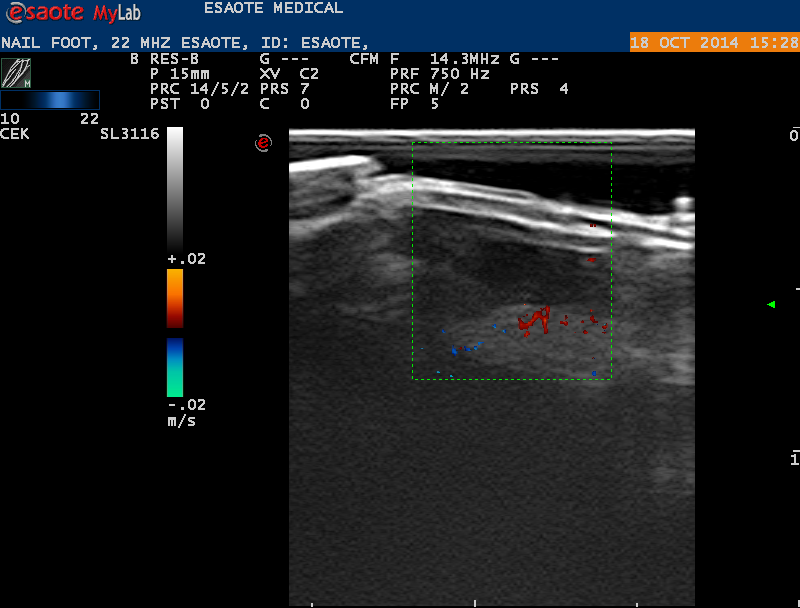 esaote MyLab
ESAOTE MEDICAL
NAIL FOOT, 22 MHZ ESAOTE, ID: ESAOTE,
18 OCT 2014 15:28
B RES-B G --- CFM F 14.3MHz G ---
P 15mm XV C2 PRF 750 Hz
PRC 14/5/2 PRS 7 PRC M/ 2 PRS 4
PST 0 C 0 FP 5
M
10 22
CEK SL3116
e
0
+.02
-.02
m/s
1